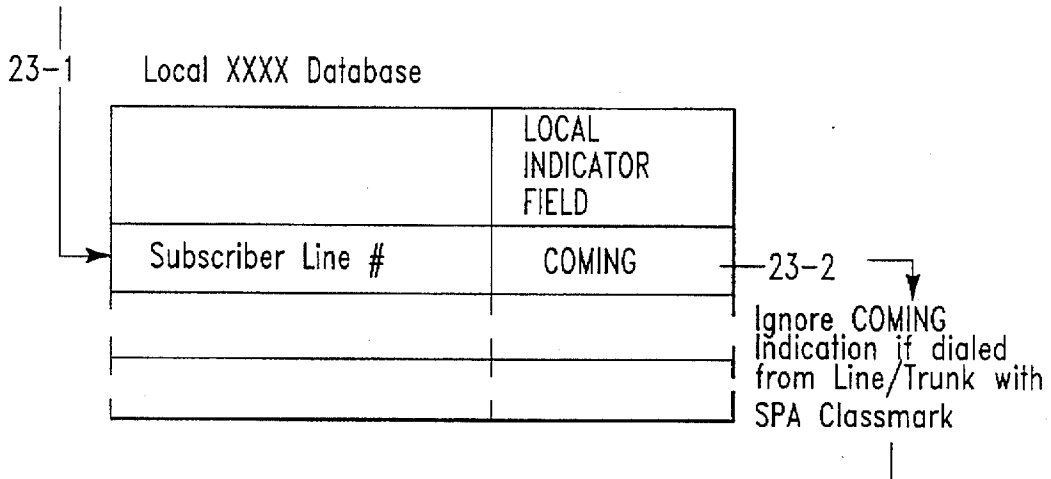 23-1 Local XXXX Database
LOCAL
INDICATOR
FIELD
Subscriber Line # COMING 23-2
Ignore COMING
Indication if dialed
from Line/Trunk with
SPA Classmark